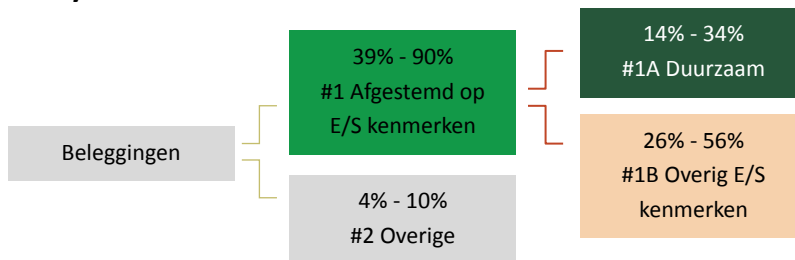 Beleggingen
39% - 90%
#1 Afgestemd op
E/S kenmerken
4% - 10%
#2 Overige
14% - 34%
#1A Duurzaam
26% - 56%
#1B Overig E/S
kenmerken